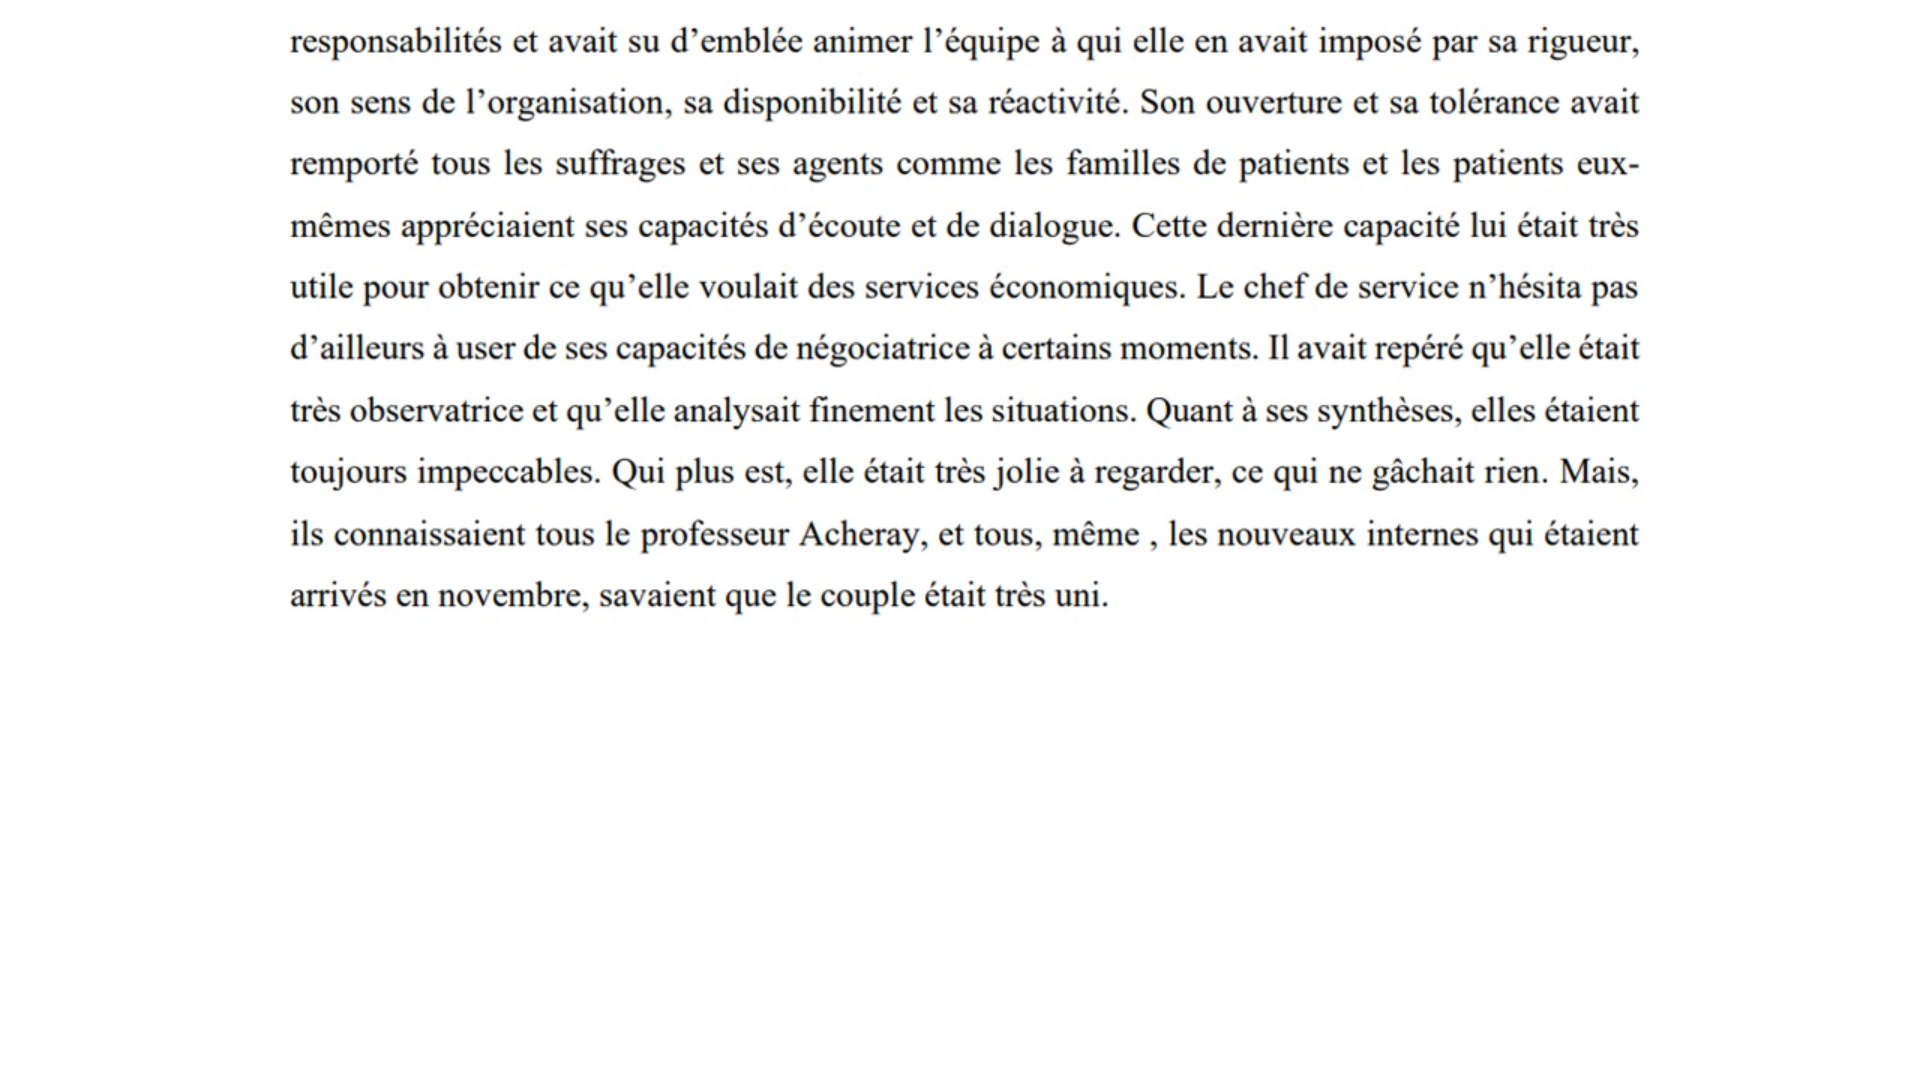 responsabilités et avait su d’emblée animer l’équipe à qui elle en avait imposé par sa rigueur,
son sens de l’organisation, sa disponibilité et sa réactivité. Son ouverture et sa tolérance avait
remporté tous les suffrages et ses agents comme les familles de patients et les patients eux-
mêmes appréciaient ses capacités d’écoute et de dialogue. Cette dernière capacité lui était très
utile pour obtenir ce qu’elle voulait des services économiques. Le chef de service n’hésita pas
d’ailleurs à user de ses capacités de négociatrice à certains moments. Il avait repéré qu’elle était
très observatrice et qu’elle analysait finement les situations. Quant à ses synthèses, elles étaient
toujours impeccables. Qui plus est, elle était très jolie à regarder, ce qui ne gâchait rien. Mais,
ils connaissaient tous le professeur Acheray, et tous, même , les nouveaux internes qui étaient
arrivés en novembre, savaient que le couple était très uni.